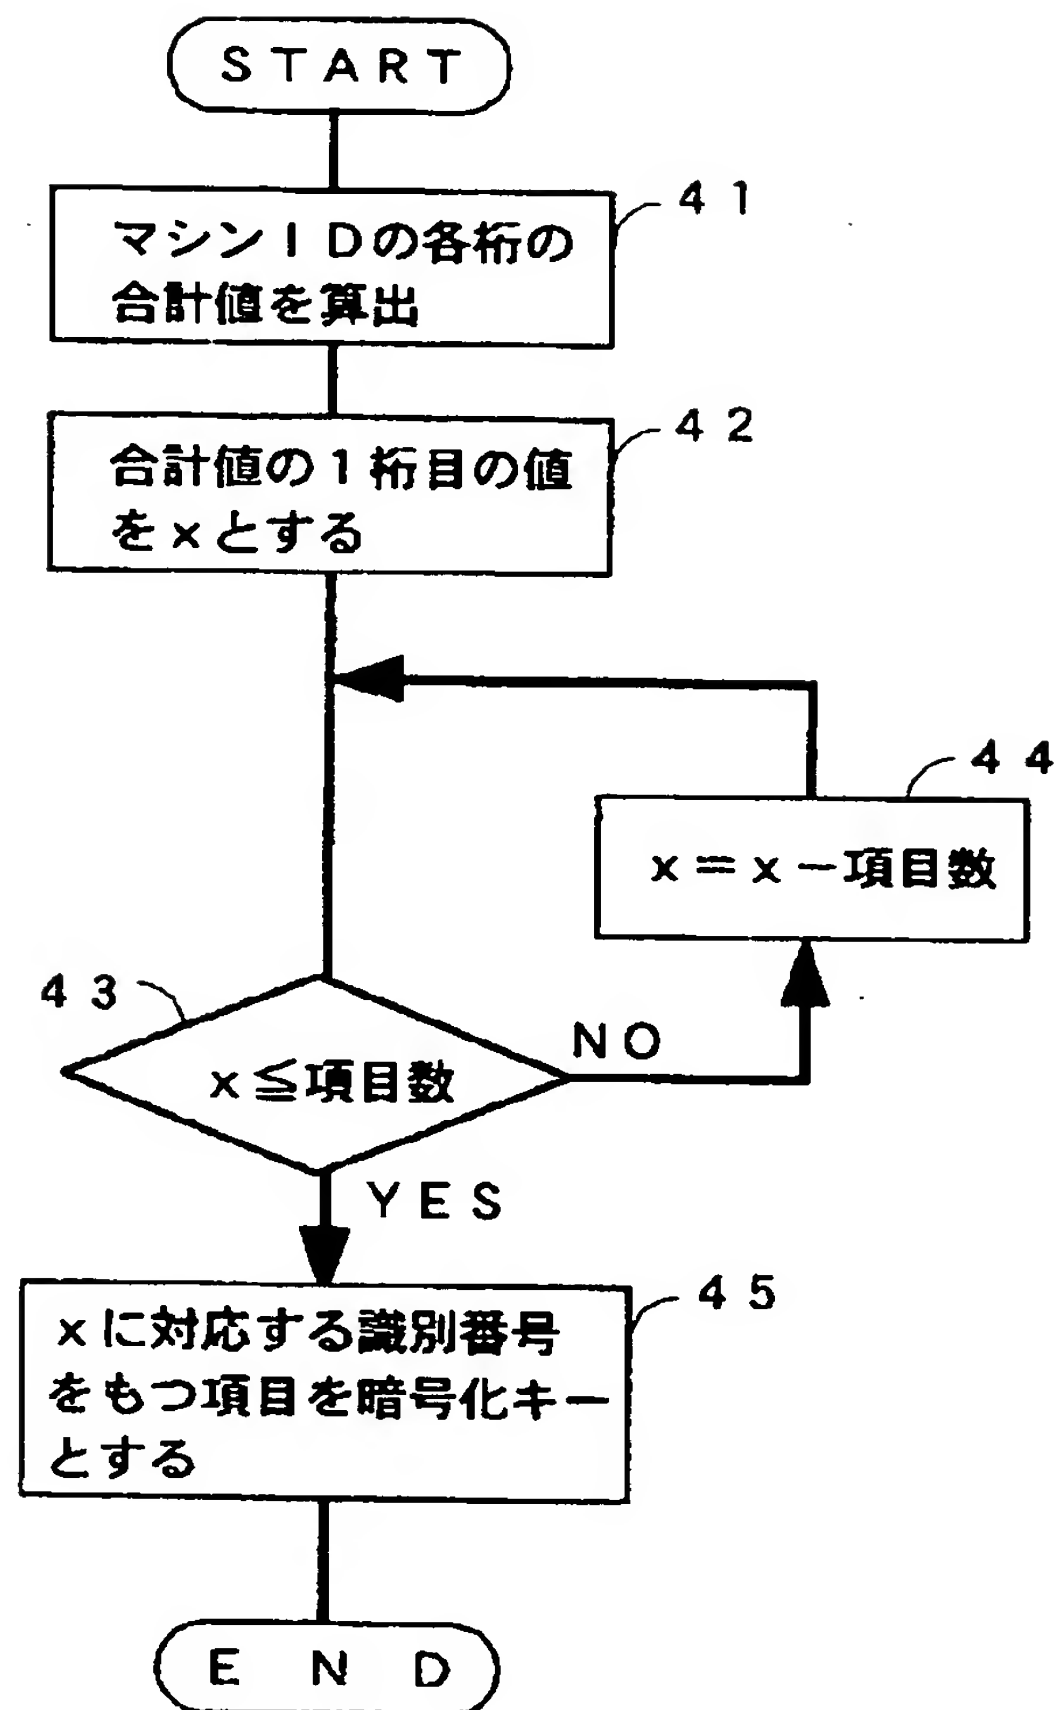 ＳＴＡＲＴ
４１
マシンＩＤの各桁の
合計値を算出
４２
合計値の１桁目の値
をｘとする
４４
ｘ＝ｘ－項目数
４３
ＮＯ
ｘ≦項目数
ＹＥＳ
４５
ｘに対応する識別番号
をもつ項目を暗号化キー
とする
ＥＮＤ